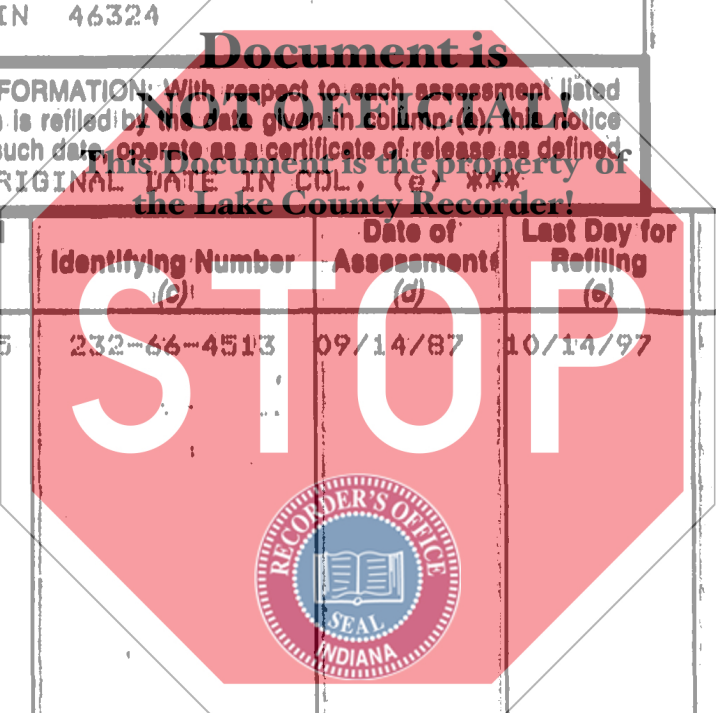 IN 46324
Document is
FORMATION: With respect to each assessment listed
NOT OFFICIAL!
is refiled by the date given in column (e), this notice
such date, operate as a certificate of release as defined
This Document is the property of
RIGINAL DATE IN COL. (e) ***
the Lake County Recorder!
Identifying Number
(c)
Date of
Assessments
(d)
Last Day for
Refiling
(e)
5 232-66-4513 09/14/87 10/14/97
STOP
RECORDER'S OFFICE
SEAL
INDIANA